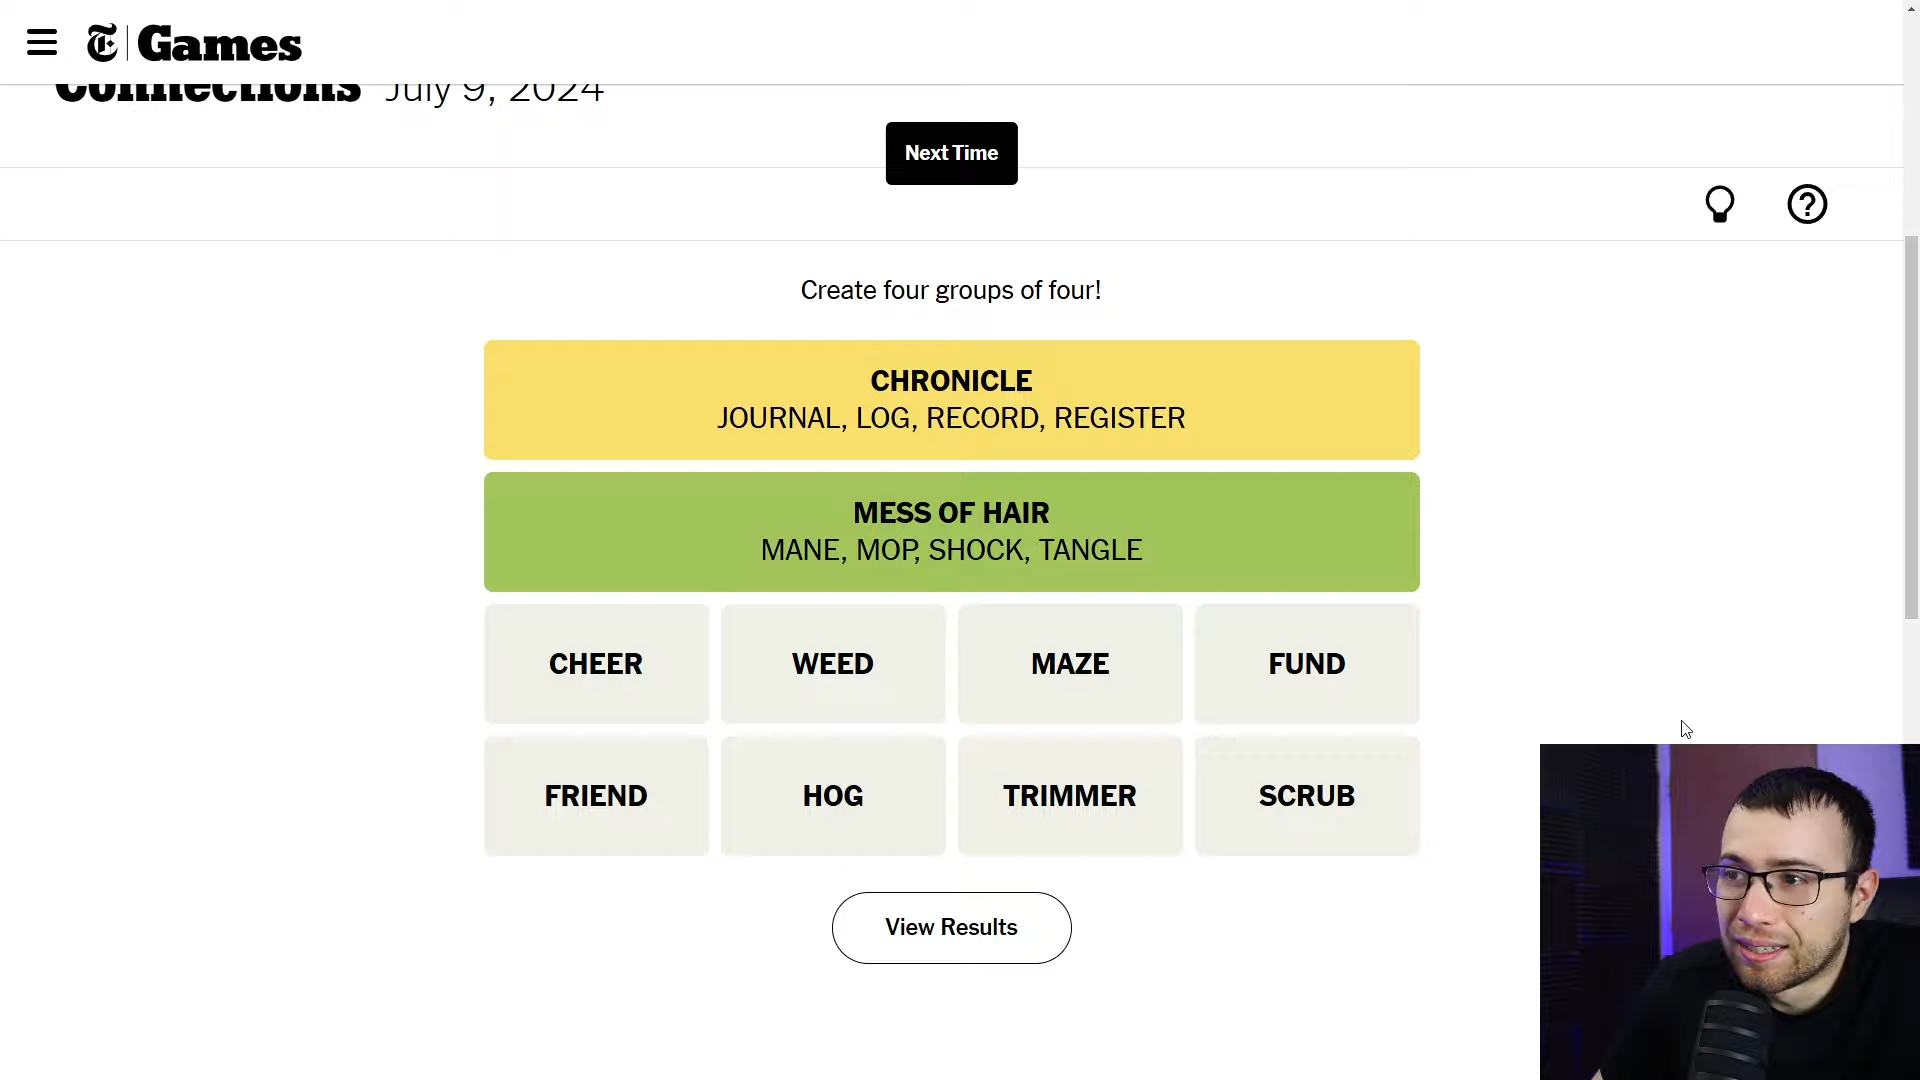 Games
Connections July 9, 2024
Next Time
Create four groups of four!
CHRONICLE
JOURNAL, LOG, RECORD, REGISTER
MESS OF HAIR
MANE, MOP, SHOCK, TANGLE
CHEER WEED MAZE FUND
FRIEND HOG TRIMMER SCRUB
View Results